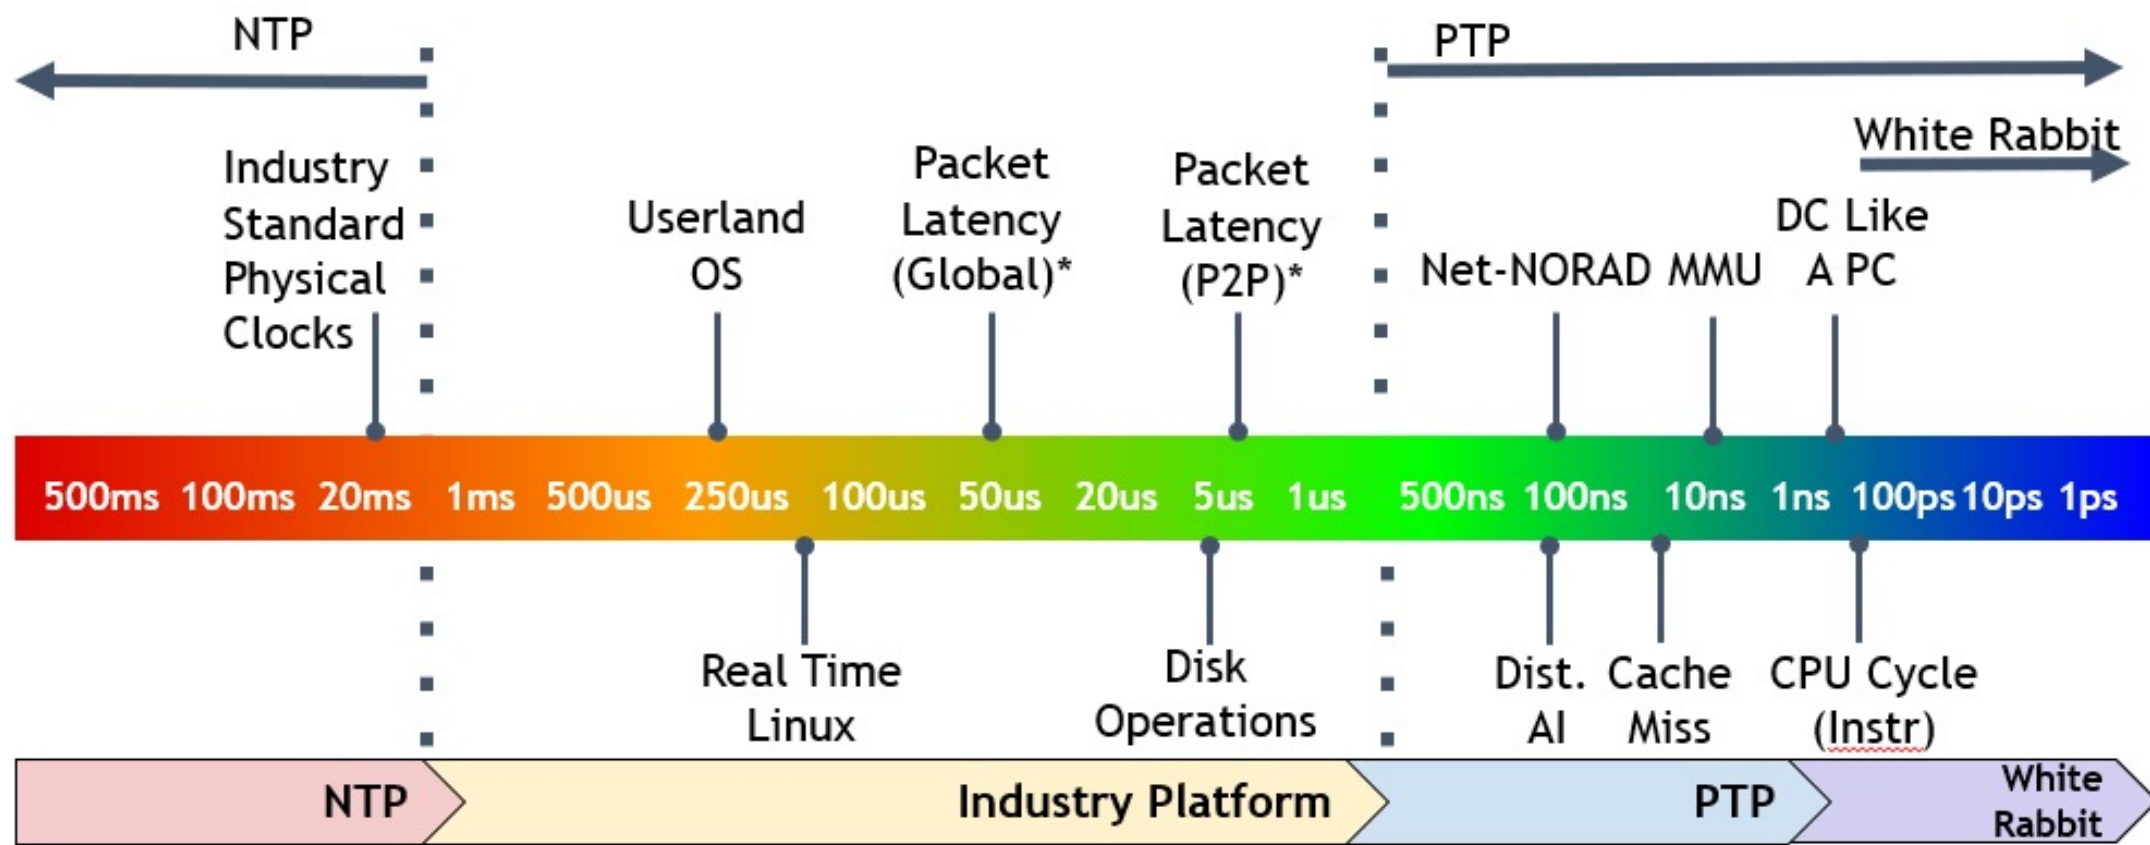 NTP
PTP
White Rabbit
Industry
Standard
Physical
Clocks
Userland
OS
Packet
Latency
(Global)*
Packet
Latency
(P2P)*
Net-NORAD
MMU
DC Like
A PC
500ms 100ms 20ms 1ms 500us 250us 100us 50us 20us 5us 1us 500ns 100ns 10ns 1ns 100ps 10ps 1ps
Real Time
Linux
Disk
Operations
Dist.
AI
Cache
Miss
CPU Cycle
(Instr)
NTP
Industry Platform
PTP
White
Rabbit